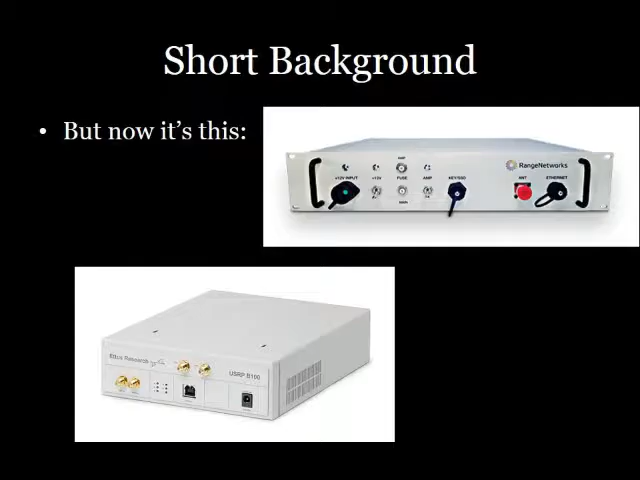 Short Background
• But now it's this:
RangeNetworks
+12V INPUT +12V FUSE AMP KEY/SSD ANT ETHERNET
Ettus Research
USRP B100